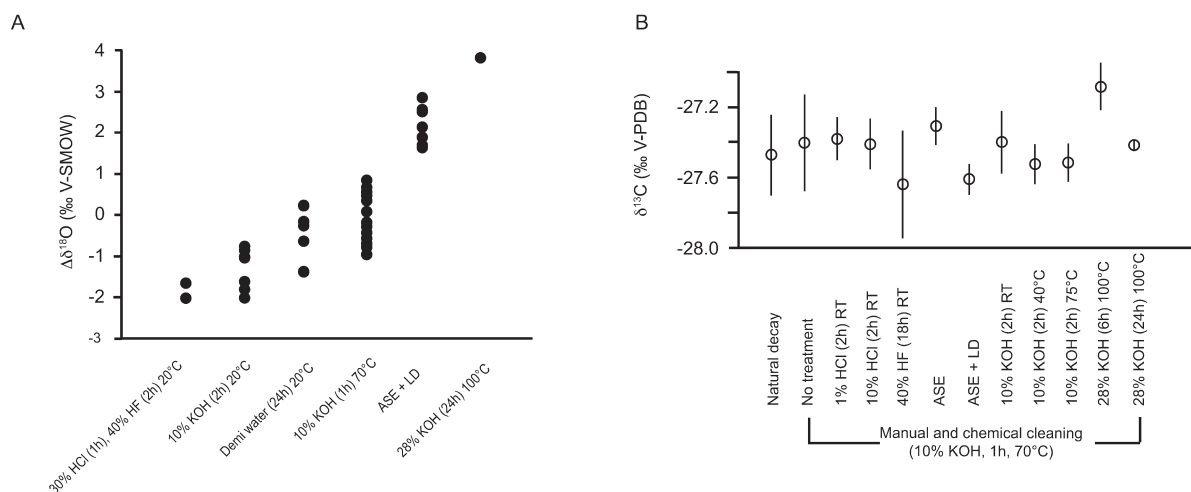 A
4
3
2
1
0
-1
-2
-3
Δδ¹⁸O (‰ V-SMOW)
30% HCl (1h), 40% HF (2h) 20°C
10% KOH (2h) 20°C
Demi water (24h) 20°C
10% KOH (1h) 70°C
ASE + LD
28% KOH (24h) 100°C
B
-27.2
-27.6
-28.0
δ¹³C (‰ V-PDB)
Natural decay
No treatment
1% HCl (2h) RT
10% HCl (2h) RT
40% HF (18h) RT
ASE
ASE + LD
10% KOH (2h) RT
10% KOH (2h) 40°C
10% KOH (2h) 75°C
28% KOH (6h) 100°C
28% KOH (24h) 100°C
Manual and chemical cleaning
(10% KOH, 1h, 70°C)